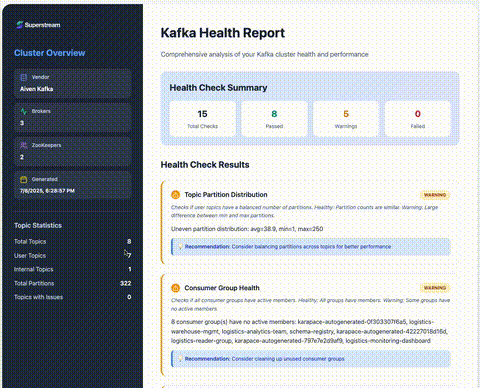 Superstream
Cluster Overview
Vendor
Aiven Kafka
Brokers
3
ZooKeepers
2
Generated
7/6/2025, 6:28:57 PM
Topic Statistics
Total Topics 8
User Topics 7
Internal Topics 1
Total Partitions 322
Topics with Issues 0
Kafka Health Report
Comprehensive analysis of your Kafka cluster health and performance
Health Check Summary
15 8 5 0
Total Checks Passed Warnings Failed
Health Check Results
Topic Partition Distribution WARNING
Checks if user topics have a balanced number of partitions. Healthy: Partition counts are similar. Warning: Large
difference between min and max partitions.
Uneven partition distribution: avg=38.9, min=1, max=250
Recommendation: Consider balancing partitions across topics for better performance
Consumer Group Health WARNING
Checks if all consumer groups have active members. Healthy: All groups have members. Warning: Some groups have
no active members.
8 consumer group(s) have no active members: karapace-autogenerated-0f303307f6a5, logistics-
warehouse-mgmt, logistics-analytics-team, schema-registry, karapace-autogenerated-42227018d16d,
logistics-reader-group, karapace-autogenerated-797e7e2d9af9, logistics-monitoring-dashboard
Recommendation: Consider cleaning up unused consumer groups